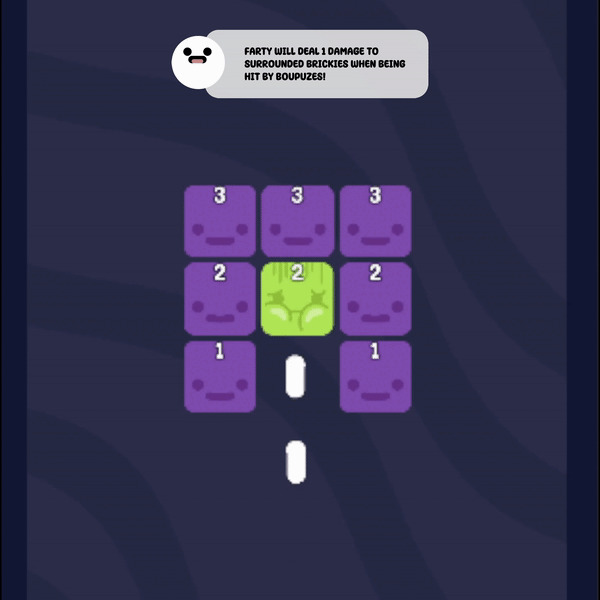 FARTY WILL DEAL 1 DAMAGE TO
SURROUNDED BRICKIES WHEN BEING
HIT BY BOUPUZES!
3 3 3
2 2 2
1 1